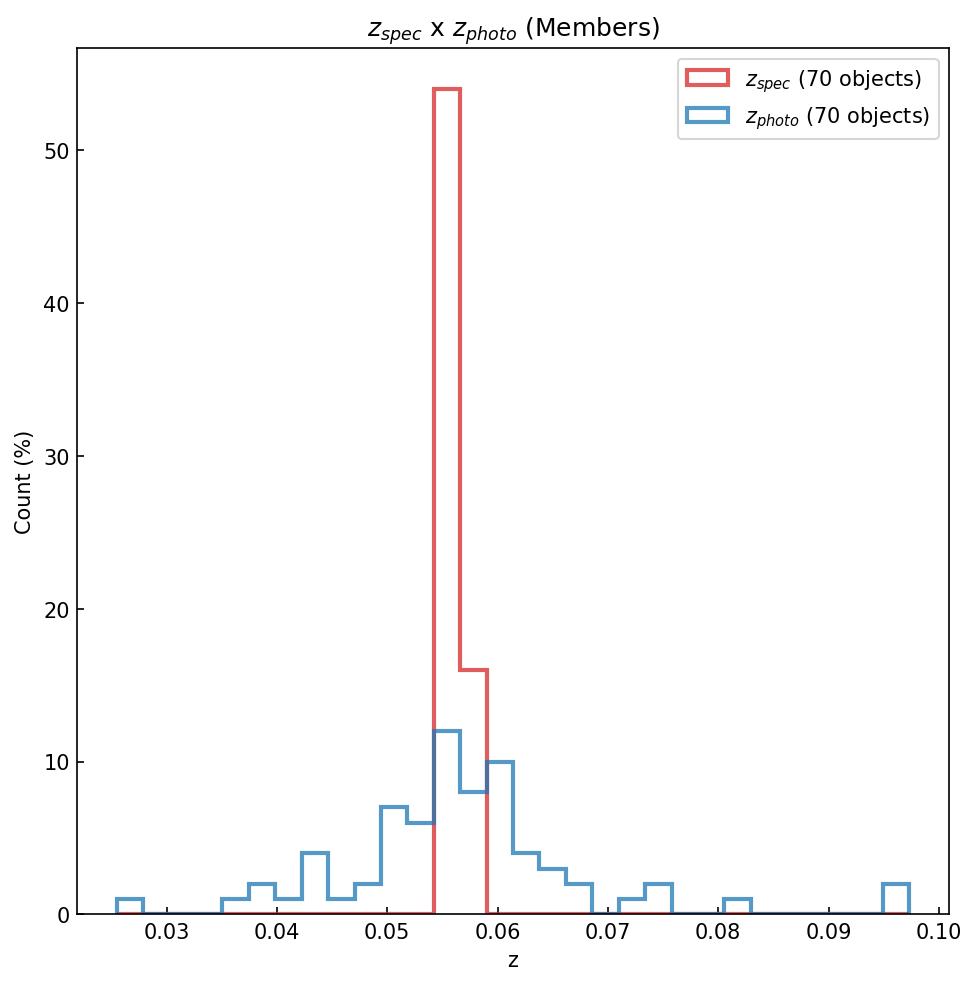 z_spec x z_photo (Members)
z_spec (70 objects)
z_photo (70 objects)
Count (%)
50
40
30
20
10
0
0.03 0.04 0.05 0.06 0.07 0.08 0.09 0.10
z